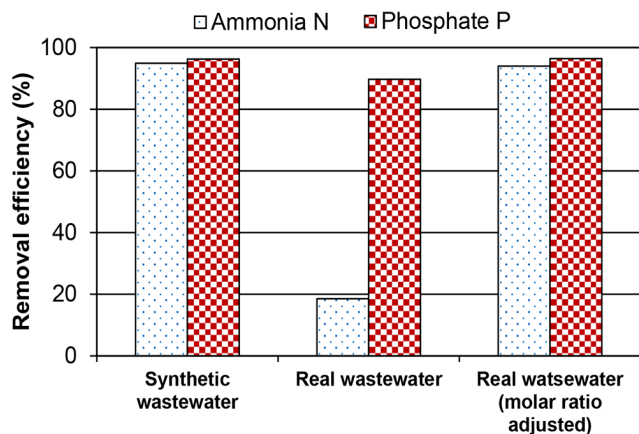 Ammonia N
Phosphate P
Removal efficiency (%)
100
80
60
40
20
0
Synthetic
wastewater
Real wastewater
Real watsewater
(molar ratio
adjusted)